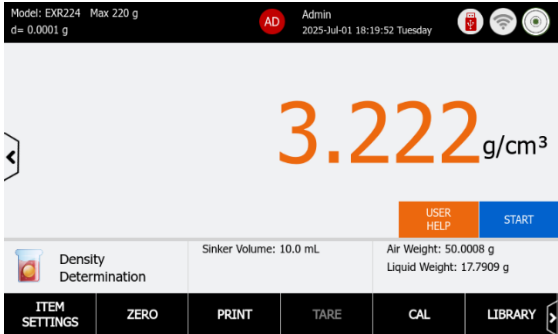 Model: EXR224 Max 220 g
d= 0.0001 g
AD
Admin
2025-Jul-01 18:19:52 Tuesday
3.222 g/cm³
USER
HELP
START
Density
Determination
Sinker Volume: 10.0 mL
Air Weight: 50.0008 g
Liquid Weight: 17.7909 g
ITEM
SETTINGS
ZERO
PRINT
TARE
CAL
LIBRARY